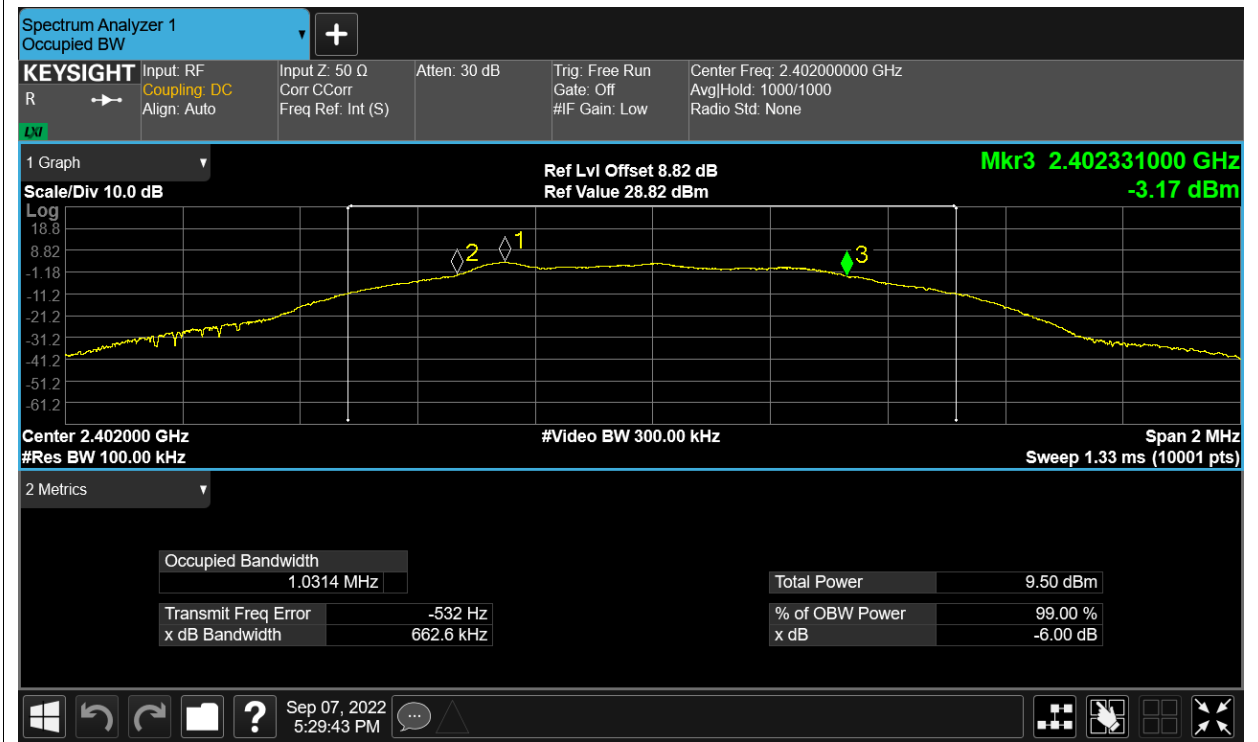 Spectrum Analyzer 1
Occupied BW
+
KEYSIGHT
R
LXI
Input: RF
Coupling: DC
Align: Auto
Input Z: 50 Ω
Corr CCorr
Freq Ref: Int (S)
Atten: 30 dB
Trig: Free Run
Gate: Off
#IF Gain: Low
Center Freq: 2.402000000 GHz
Avg|Hold: 1000/1000
Radio Std: None
1 Graph
Scale/Div 10.0 dB
Ref Lvl Offset 8.82 dB
Ref Value 28.82 dBm
Mkr3 2.402331000 GHz
-3.17 dBm
Log
18.8
8.82
-1.18
-11.2
-21.2
-31.2
-41.2
-51.2
-61.2
2
1
3
Center 2.402000 GHz
#Res BW 100.00 kHz
#Video BW 300.00 kHz
Span 2 MHz
Sweep 1.33 ms (10001 pts)
2 Metrics
Occupied Bandwidth
1.0314 MHz
Total Power 9.50 dBm
Transmit Freq Error -532 Hz
% of OBW Power 99.00 %
x dB Bandwidth 662.6 kHz
x dB -6.00 dB
?
Sep 07, 2022
5:29:43 PM